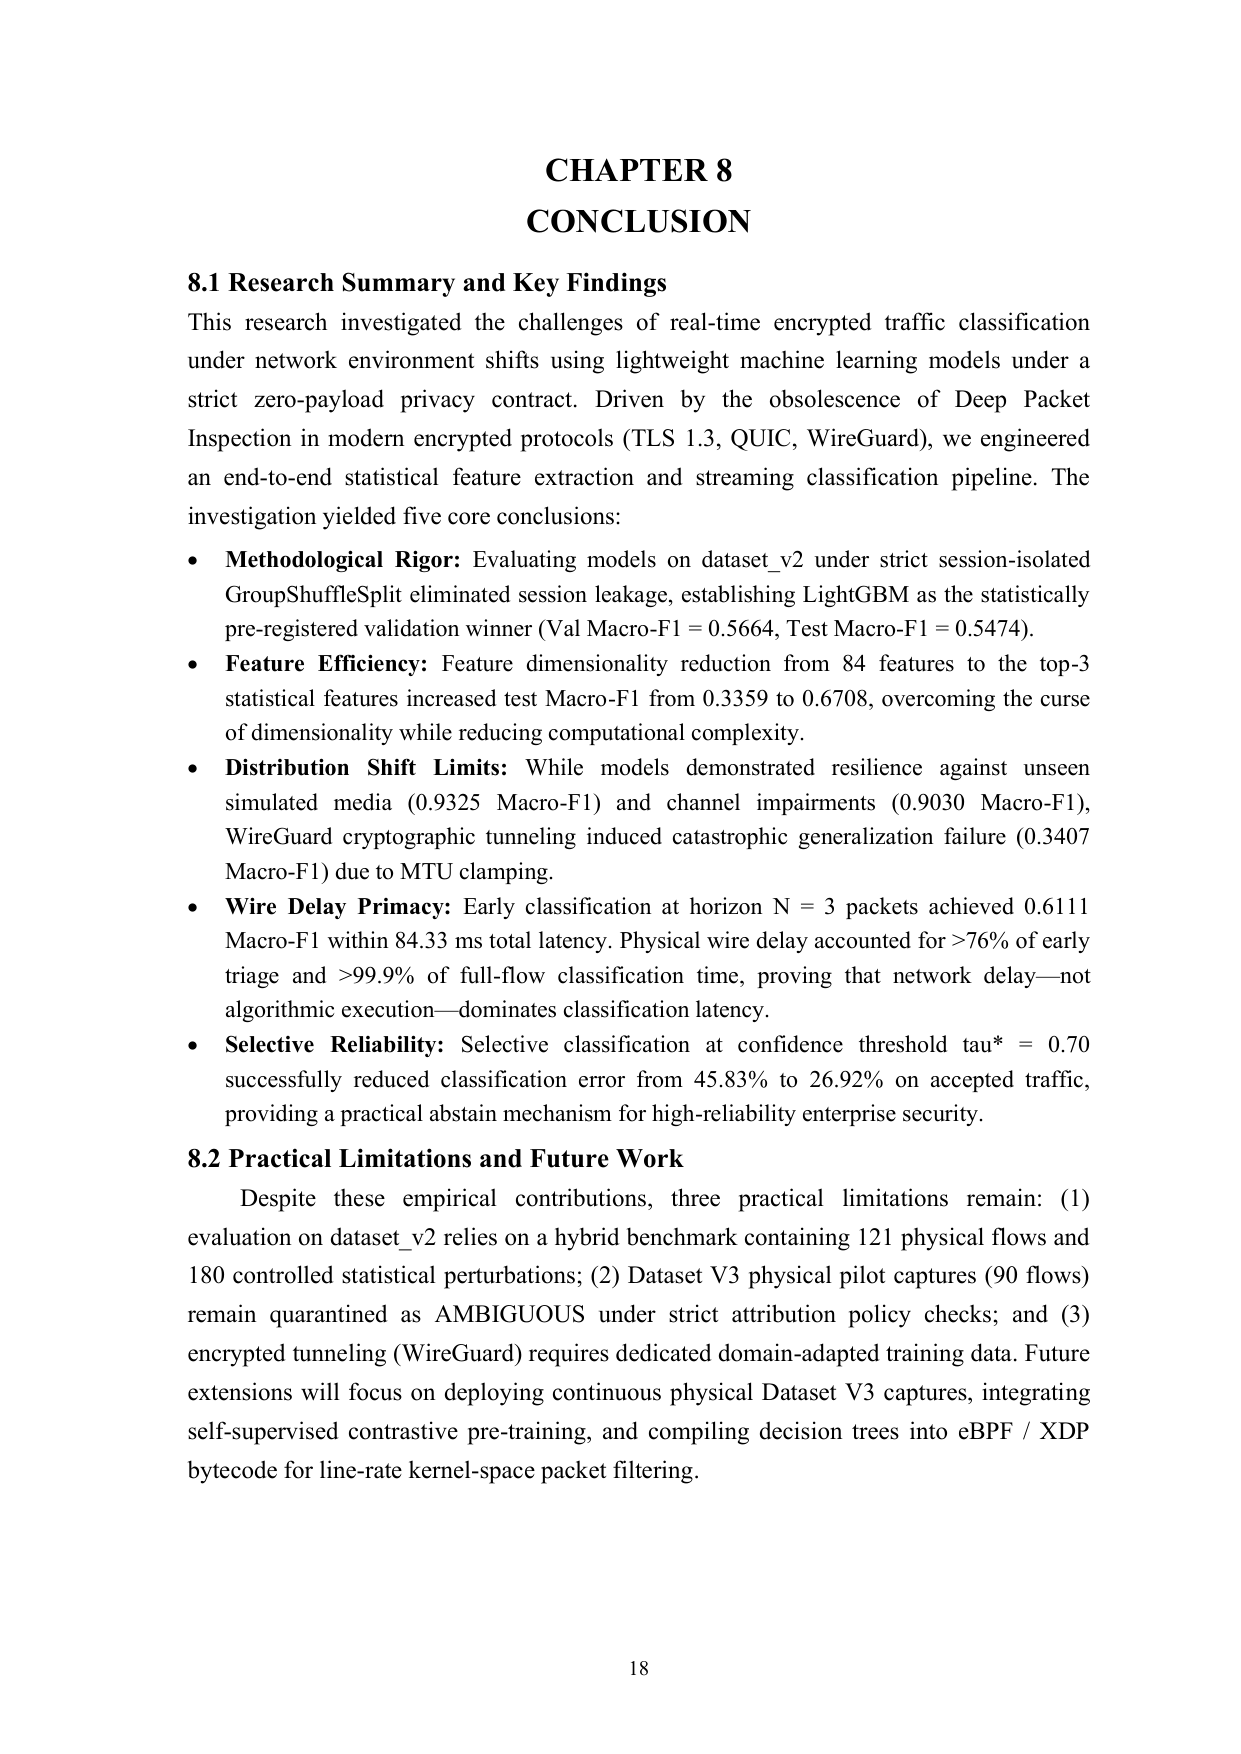 CHAPTER 8
CONCLUSION
8.1 Research Summary and Key Findings
This research investigated the challenges of real-time encrypted traffic classification
under network environment shifts using lightweight machine learning models under a
strict zero-payload privacy contract. Driven by the obsolescence of Deep Packet
Inspection in modern encrypted protocols (TLS 1.3, QUIC, WireGuard), we engineered
an end-to-end statistical feature extraction and streaming classification pipeline. The
investigation yielded five core conclusions:
• Methodological Rigor: Evaluating models on dataset_v2 under strict session-isolated
GroupShuffleSplit eliminated session leakage, establishing LightGBM as the statistically
pre-registered validation winner (Val Macro-F1 = 0.5664, Test Macro-F1 = 0.5474).
• Feature Efficiency: Feature dimensionality reduction from 84 features to the top-3
statistical features increased test Macro-F1 from 0.3359 to 0.6708, overcoming the curse
of dimensionality while reducing computational complexity.
• Distribution Shift Limits: While models demonstrated resilience against unseen
simulated media (0.9325 Macro-F1) and channel impairments (0.9030 Macro-F1),
WireGuard cryptographic tunneling induced catastrophic generalization failure (0.3407
Macro-F1) due to MTU clamping.
• Wire Delay Primacy: Early classification at horizon N = 3 packets achieved 0.6111
Macro-F1 within 84.33 ms total latency. Physical wire delay accounted for >76% of early
triage and >99.9% of full-flow classification time, proving that network delay—not
algorithmic execution—dominates classification latency.
• Selective Reliability: Selective classification at confidence threshold tau* = 0.70
successfully reduced classification error from 45.83% to 26.92% on accepted traffic,
providing a practical abstain mechanism for high-reliability enterprise security.
8.2 Practical Limitations and Future Work
Despite these empirical contributions, three practical limitations remain: (1)
evaluation on dataset_v2 relies on a hybrid benchmark containing 121 physical flows and
180 controlled statistical perturbations; (2) Dataset V3 physical pilot captures (90 flows)
remain quarantined as AMBIGUOUS under strict attribution policy checks; and (3)
encrypted tunneling (WireGuard) requires dedicated domain-adapted training data. Future
extensions will focus on deploying continuous physical Dataset V3 captures, integrating
self-supervised contrastive pre-training, and compiling decision trees into eBPF / XDP
bytecode for line-rate kernel-space packet filtering.
18